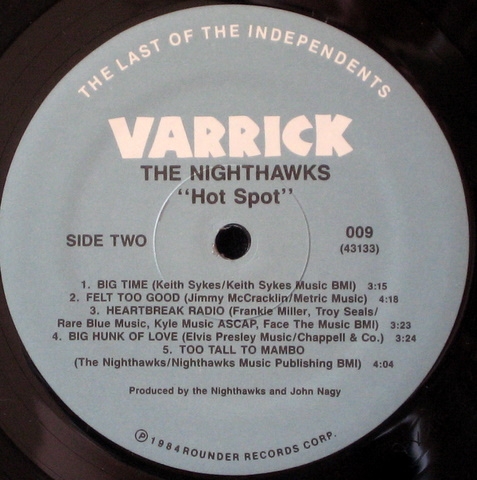 THE LAST OF THE INDEPENDENTS
VARRICK
THE NIGHTHAWKS
"Hot Spot"
SIDE TWO
009
(43133)
1. BIG TIME (Keith Sykes/Keith Sykes Music BMI) 3:15
2. FELT TOO GOOD (Jimmy McCracklin/Metric Music) 4:18
3. HEARTBREAK RADIO (Frankie Miller, Troy Seals/
Rare Blue Music, Kyle Music ASCAP, Face The Music BMI) 3:23
4. BIG HUNK OF LOVE (Elvis Presley Music/Chappell & Co.) 3:24
5. TOO TALL TO MAMBO
(The Nighthawks/Nighthawks Music Publishing BMI) 4:04
Produced by the Nighthawks and John Nagy
℗ 1984 ROUNDER RECORDS CORP.